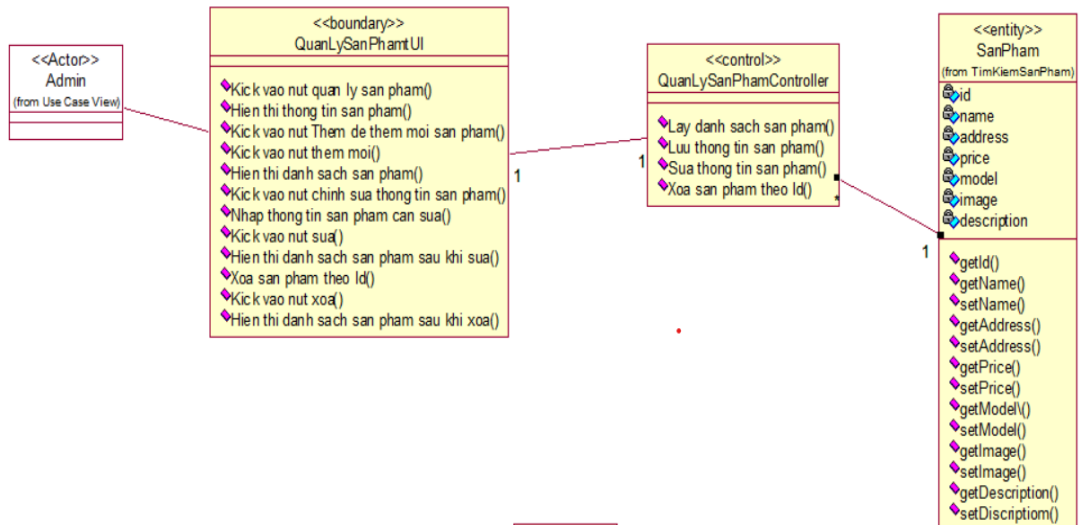 <<Actor>>
Admin
(from Use Case View)
<<boundary>>
QuanLySanPhamtUI
Kick vao nut quan ly san pham()
Hien thi thong tin san pham()
Kick vao nut Them de them moi san pham()
Kick vao nut them moi()
Hien thi danh sach san pham()
Kick vao nut chinh sua thong tin san pham()
Nhap thong tin san pham can sua()
Kick vao nut sua()
Hien thi danh sach san pham sau khi sua()
Xoa san pham theo Id()
Kick vao nut xoa()
Hien thi danh sach san pham sau khi xoa()
1
1
<<control>>
QuanLySanPhamController
Lay danh sach san pham()
Luu thong tin san pham()
Sua thong tin san pham()
Xoa san pham theo Id()
*
1
<<entity>>
SanPham
(from TimKiemSanPham)
id
name
address
price
model
image
description
getId()
getName()
setName()
getAddress()
setAddress()
getPrice()
setPrice()
getModel\()
setModel()
getImage()
setImage()
getDescription()
setDiscriptiom()